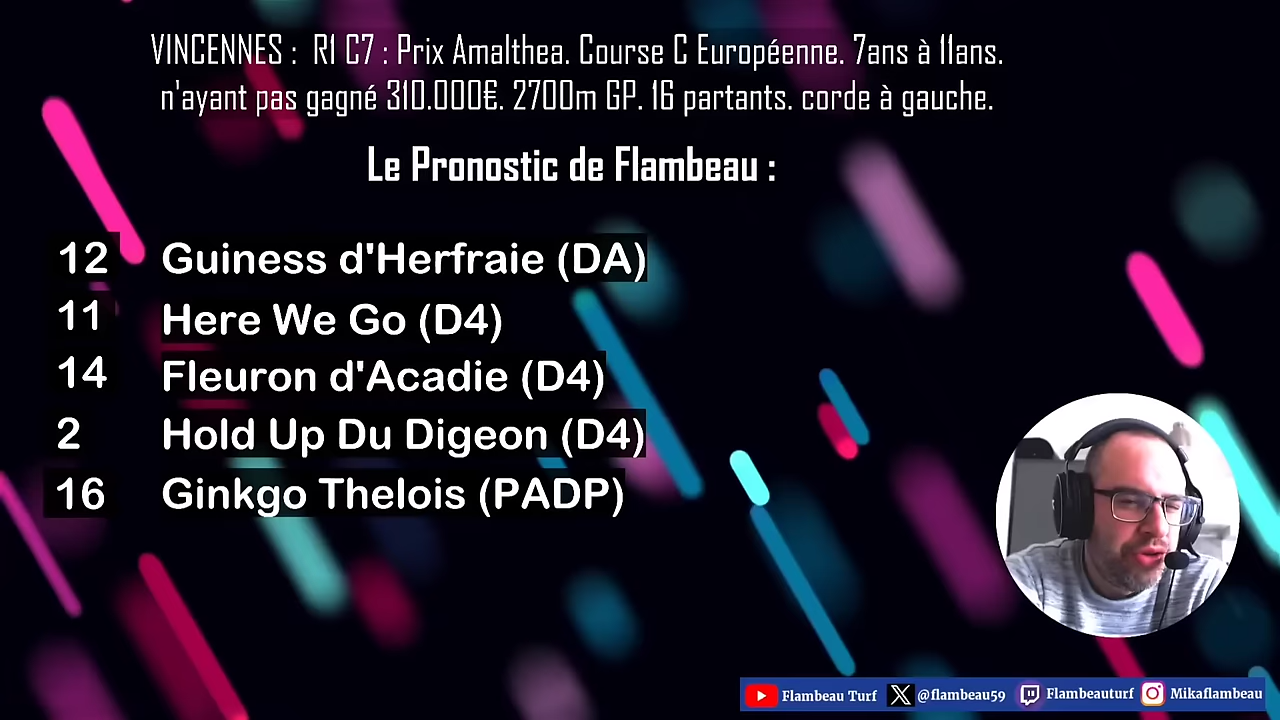 VINCENNES : R1 C7 : Prix Amalthea. Course C Européenne. 7ans à 11ans.
n'ayant pas gagné 310.000€. 2700m GP. 16 partants. corde à gauche.
Le Pronostic de Flambeau :
12 Guiness d'Herfraie (DA)
11 Here We Go (D4)
14 Fleuron d'Acadie (D4)
2 Hold Up Du Digeon (D4)
16 Ginkgo Thelois (PADP)
Flambeau Turf @flambeau59 Flambeauturf Mikaflambeau